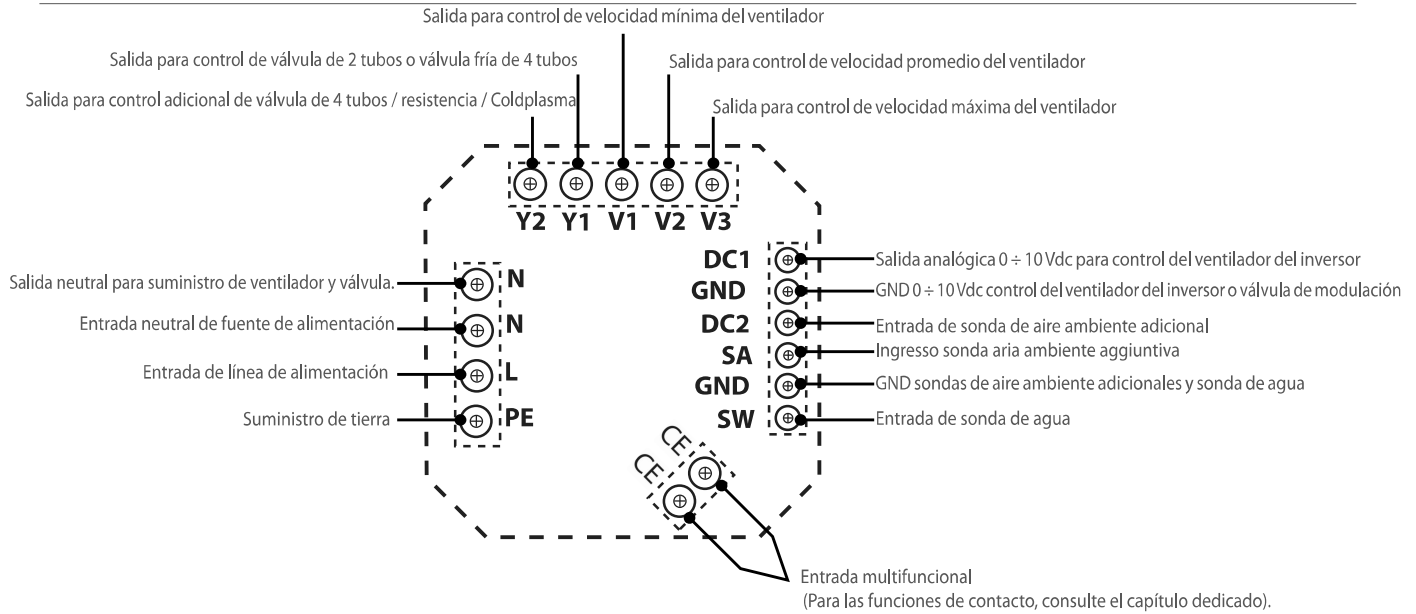 Salida para control de velocidad mínima del ventilador
Salida para control de válvula de 2 tubos o válvula fría de 4 tubos
Salida para control de velocidad promedio del ventilador
Salida para control adicional de válvula de 4 tubos / resistencia / Coldplasma
Salida para control de velocidad máxima del ventilador
Y2 Y1 V1 V2 V3
Salida neutral para suministro de ventilador y válvula.
N
Entrada neutral de fuente de alimentación
N
Entrada de línea de alimentación
L
Suministro de tierra
PE
DC1
Salida analógica 0 ÷ 10 Vdc para control del ventilador del inversor
GND
GND 0 ÷ 10 Vdc control del ventilador del inversor o válvula de modulación
DC2
Entrada de sonda de aire ambiente adicional
SA
Ingresso sonda aria ambiente aggiuntiva
GND
GND sondas de aire ambiente adicionales y sonda de agua
SW
Entrada de sonda de agua
CE
CE
Entrada multifuncional
(Para las funciones de contacto, consulte el capítulo dedicado).